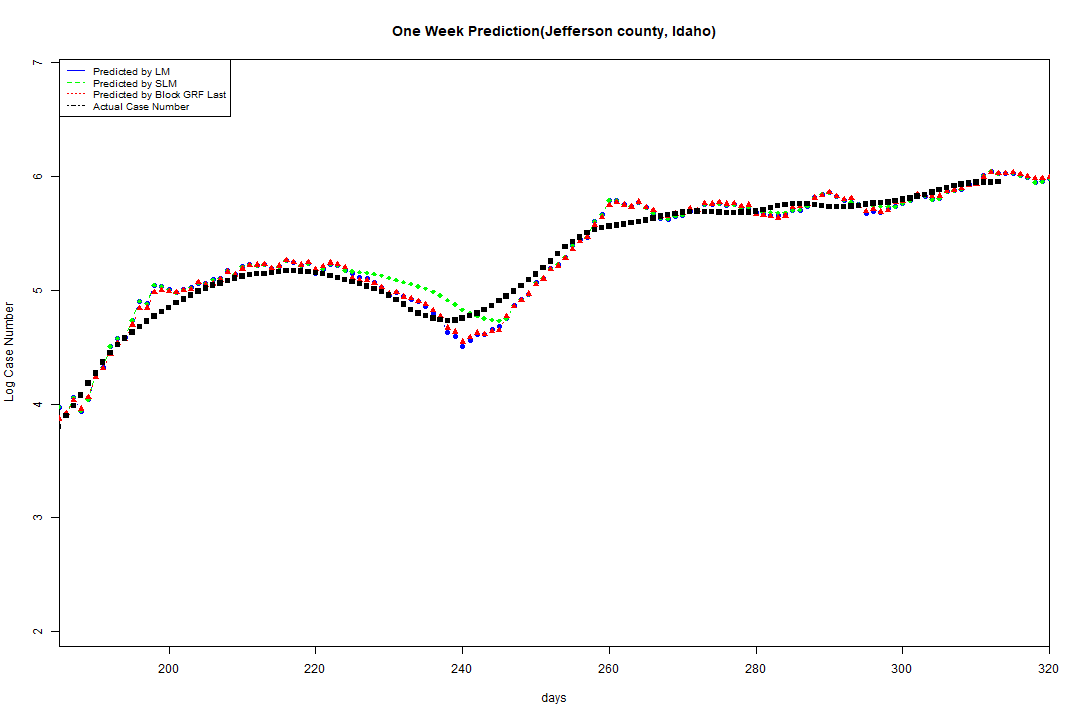 One Week Prediction(Jefferson county, Idaho)
Predicted by LM
Predicted by SLM
Predicted by Block GRF Last
Actual Case Number
7
6
5
4
3
2
Log Case Number
200 220 240 260 280 300 320
days